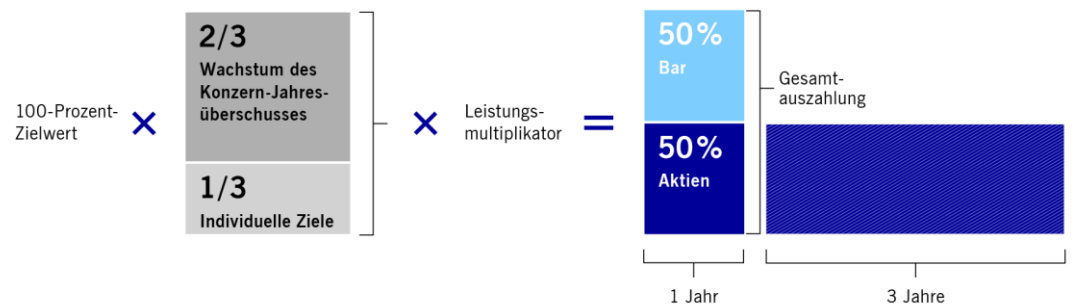 100-Prozent-
Zielwert
×
2/3
Wachstum des
Konzern-Jahres-
überschusses
1/3
Individuelle Ziele
×
Leistungs-
multiplikator
=
50 %
Bar
50 %
Aktien
Gesamt-
auszahlung
1 Jahr
3 Jahre